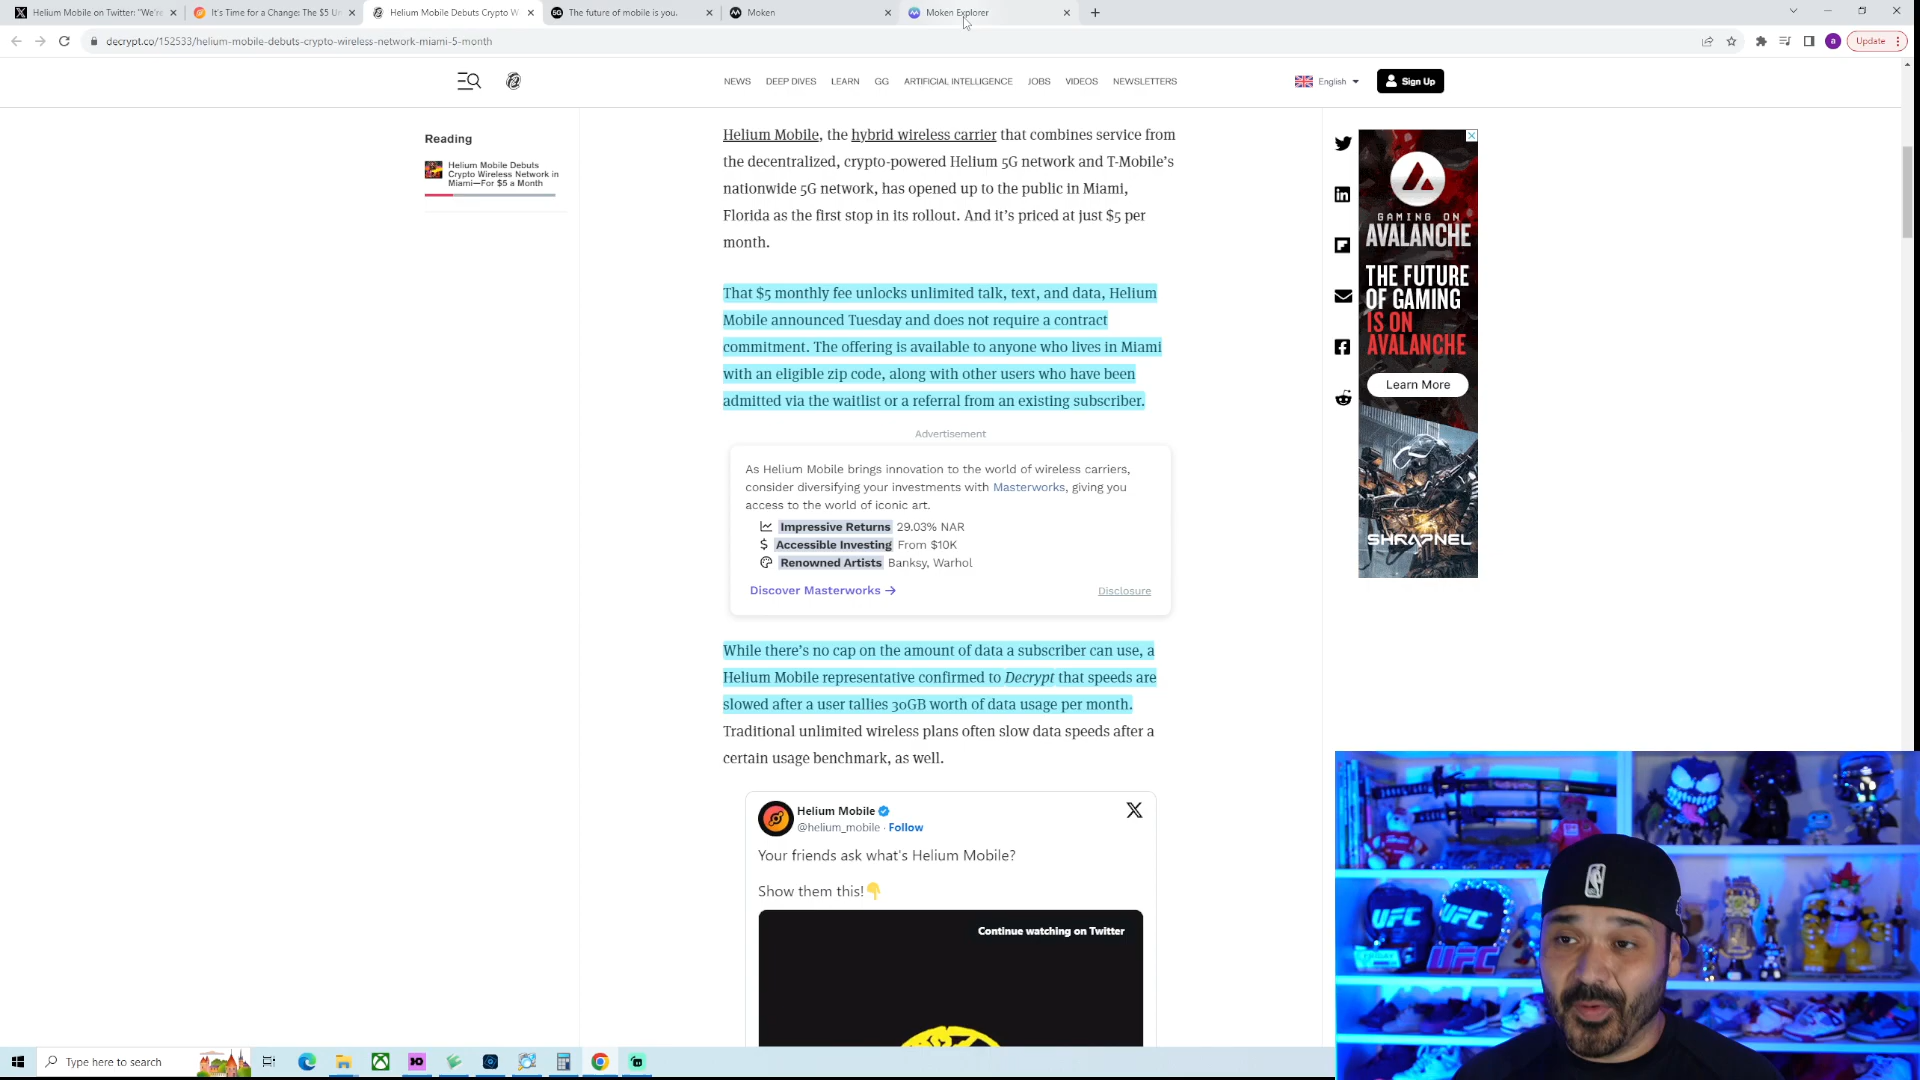 Helium Mobile on Twitter: "We're
It's Time for a Change: The $5 Un
Helium Mobile Debuts Crypto W
The future of mobile is you.
Moken
Moken Explorer
decrypt.co/152533/helium-mobile-debuts-crypto-wireless-network-miami-5-month
a
Update
NEWS
DEEP DIVES
LEARN
GG
ARTIFICIAL INTELLIGENCE
JOBS
VIDEOS
NEWSLETTERS
English
Sign Up
Reading
Helium Mobile Debuts
Crypto Wireless Network in
Miami—For $5 a Month
Helium Mobile, the hybrid wireless carrier that combines service from
the decentralized, crypto-powered Helium 5G network and T-Mobile's
nationwide 5G network, has opened up to the public in Miami,
Florida as the first stop in its rollout. And it's priced at just $5 per
month.
That $5 monthly fee unlocks unlimited talk, text, and data, Helium
Mobile announced Tuesday and does not require a contract
commitment. The offering is available to anyone who lives in Miami
with an eligible zip code, along with other users who have been
admitted via the waitlist or a referral from an existing subscriber.
Advertisement
As Helium Mobile brings innovation to the world of wireless carriers,
consider diversifying your investments with Masterworks, giving you
access to the world of iconic art.
Impressive Returns 29.03% NAR
Accessible Investing From $10K
Renowned Artists Banksy, Warhol
Discover Masterworks →
Disclosure
While there's no cap on the amount of data a subscriber can use, a
Helium Mobile representative confirmed to Decrypt that speeds are
slowed after a user tallies 30GB worth of data usage per month.
Traditional unlimited wireless plans often slow data speeds after a
certain usage benchmark, as well.
Helium Mobile
@helium_mobile · Follow
Your friends ask what's Helium Mobile?
Show them this!👇
Continue watching on Twitter
GAMING ON
AVALANCHE
THE FUTURE
OF GAMING
IS ON
AVALANCHE
Learn More
SHRAPNEL
UFC
UFC
UFC
Type here to search